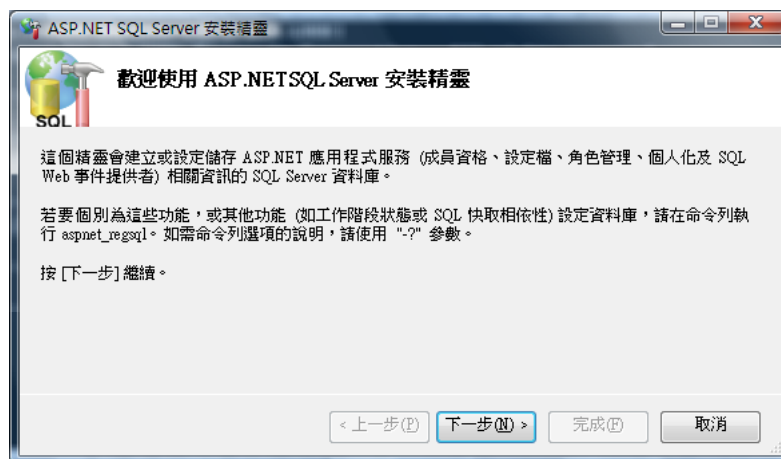 ASP.NET SQL Server 安裝精靈
歡迎使用 ASP.NET SQL Server 安裝精靈
SQL
這個精靈會建立或設定儲存 ASP.NET 應用程式服務 (成員資格、設定檔、角色管理、個人化及 SQL
Web 事件提供者) 相關資訊的 SQL Server 資料庫。
若要個別為這些功能，或其他功能 (如工作階段狀態或 SQL 快取相依性) 設定資料庫，請在命令列執
行 aspnet_regsql。如需命令列選項的說明，請使用 "-?" 參數。
按 [下一步] 繼續。
< 上一步(P) 下一步(N) > 完成(F) 取消